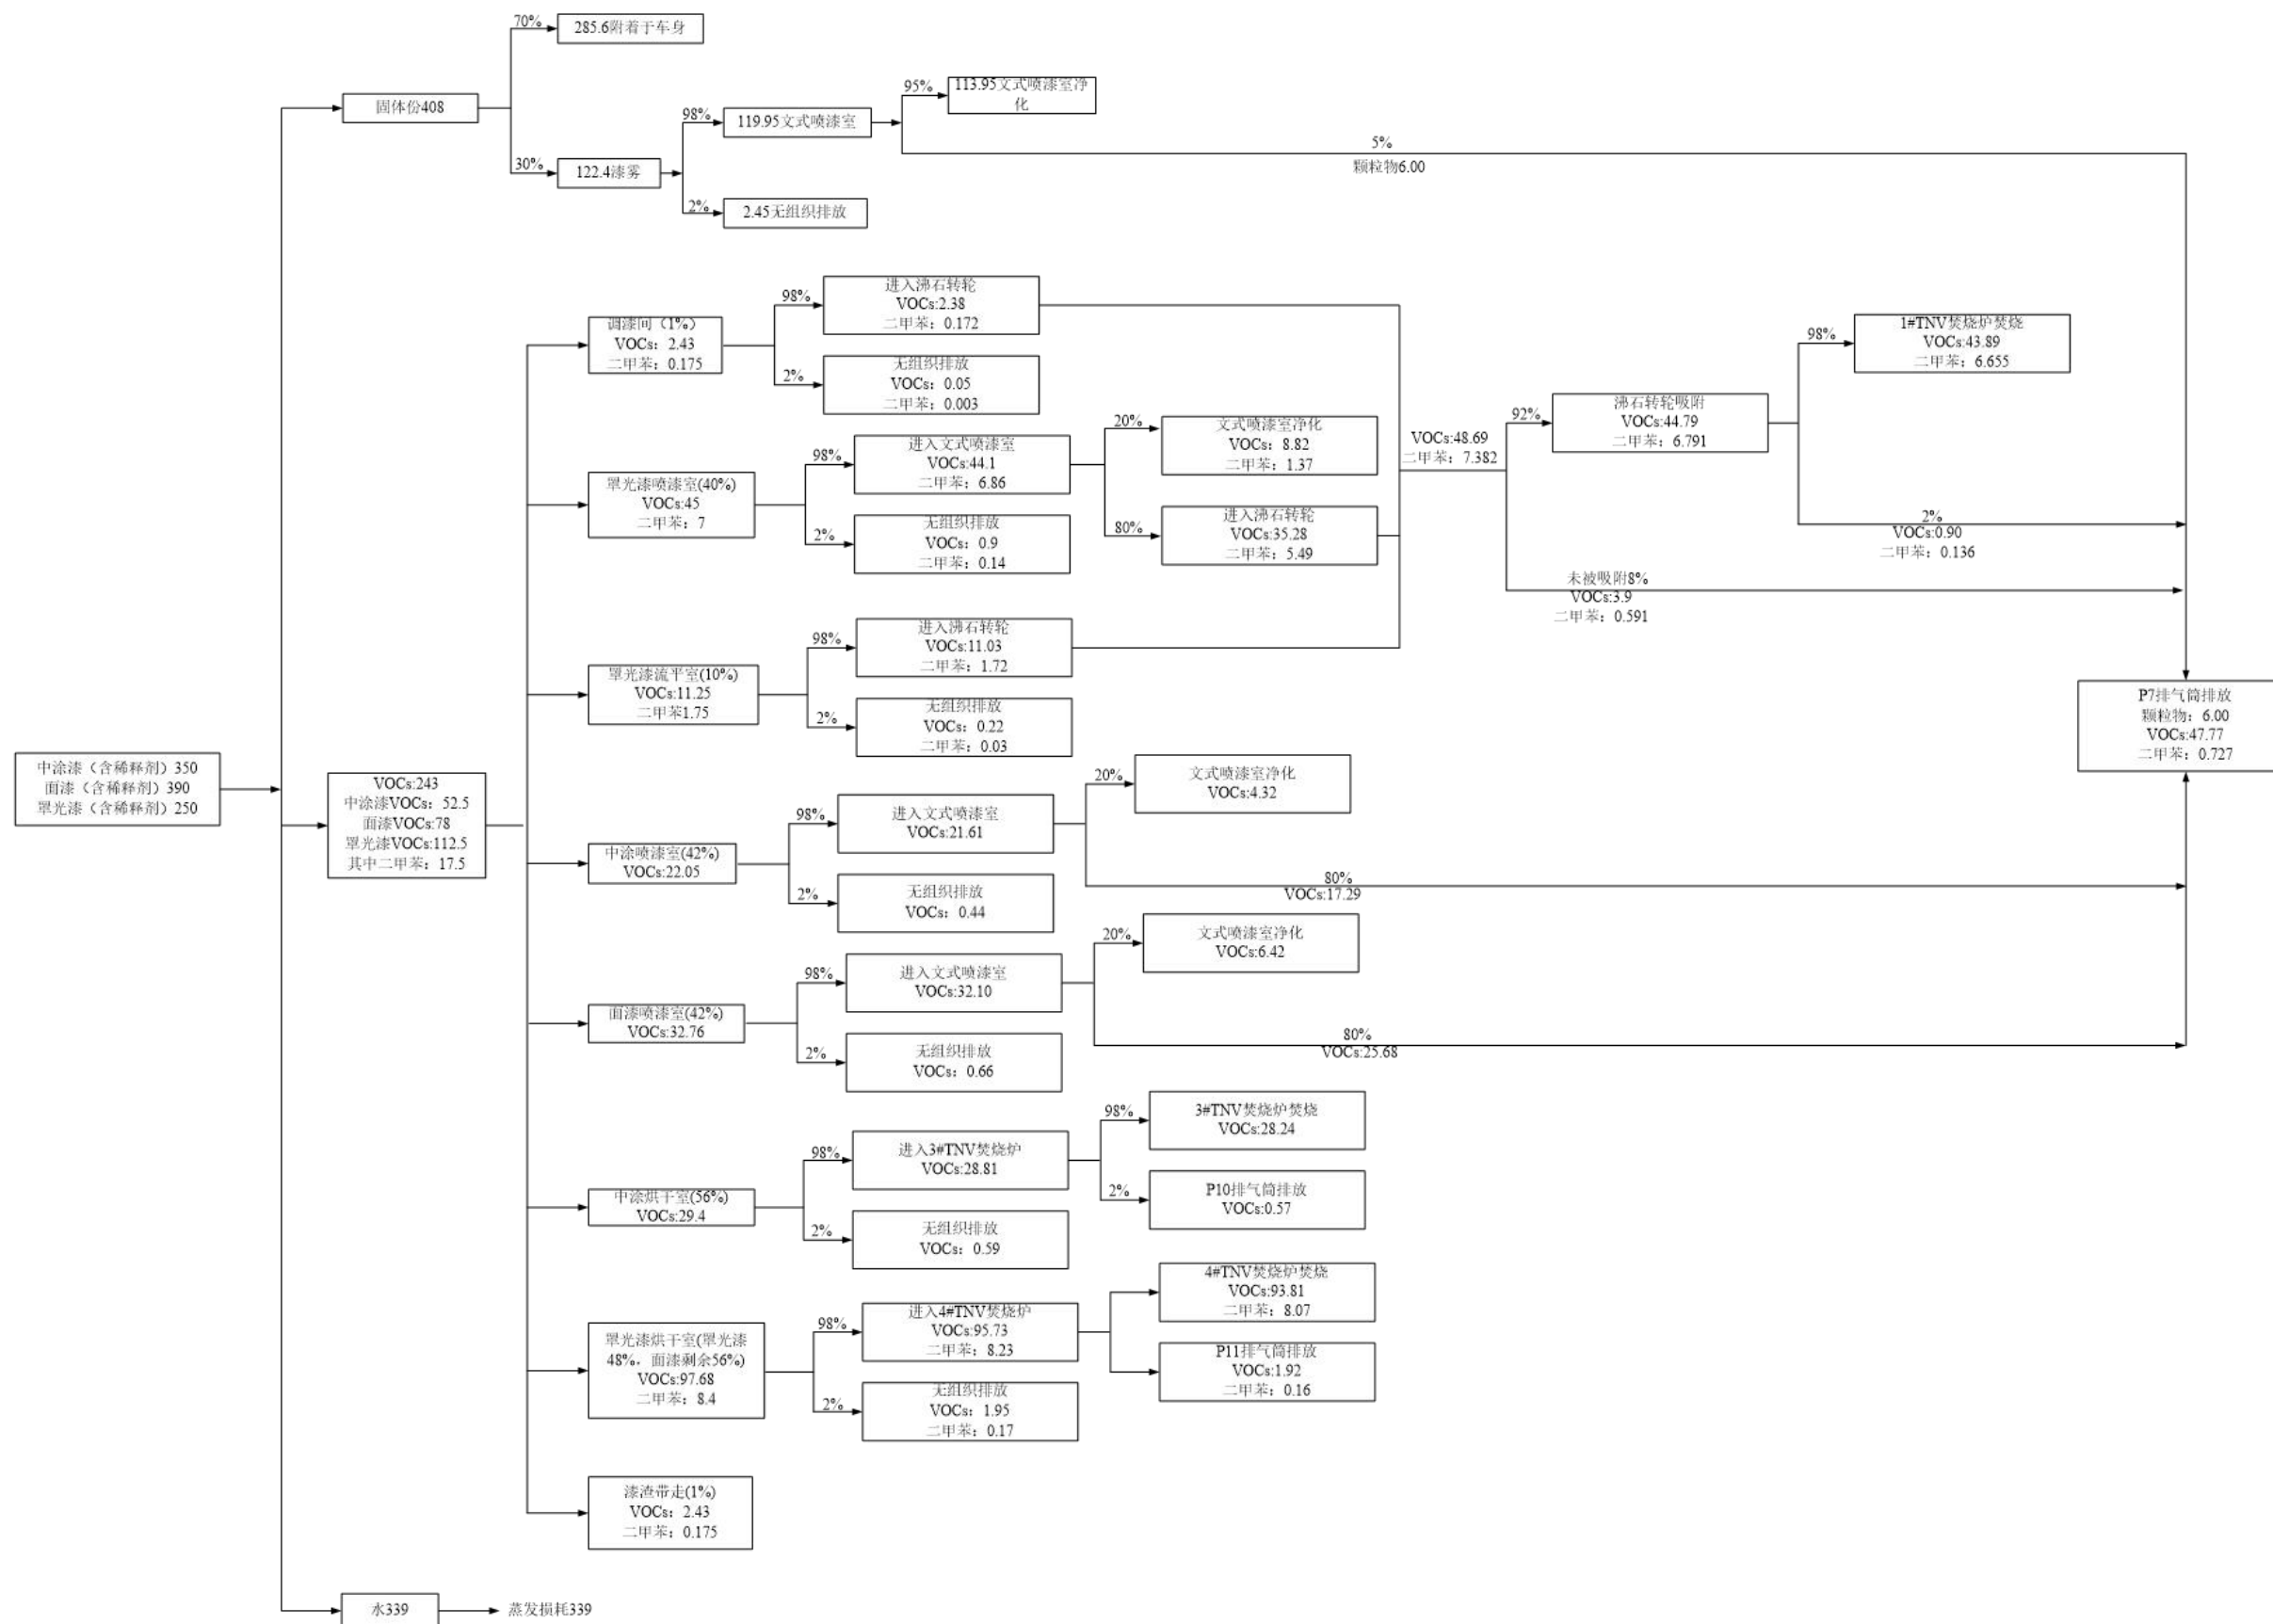 70%
285.6附着于车身
固体份408
30%
122.4漆雾
98%
119.95文式喷漆室
2%
2.45无组织排放
95%
113.95文式喷漆室净
化
5%
颗粒物6.00
中涂漆（含稀释剂）350
面漆（含稀释剂）390
罩光漆（含稀释剂）250
VOCs:243
中涂漆VOCs：52.5
面漆VOCs:78
罩光漆VOCs:112.5
其中二甲苯：17.5
调漆间（1%）
VOCs：2.43
二甲苯：0.175
98%
进入沸石转轮
VOCs:2.38
二甲苯：0.172
2%
无组织排放
VOCs：0.05
二甲苯：0.003
罩光漆喷漆室(40%)
VOCs:45
二甲苯：7
98%
进入文式喷漆室
VOCs:44.1
二甲苯：6.86
2%
无组织排放
VOCs：0.9
二甲苯：0.14
20%
文式喷漆室净化
VOCs：8.82
二甲苯：1.37
80%
进入沸石转轮
VOCs:35.28
二甲苯：5.49
罩光漆流平室(10%)
VOCs:11.25
二甲苯1.75
98%
进入沸石转轮
VOCs:11.03
二甲苯：1.72
2%
无组织排放
VOCs：0.22
二甲苯：0.03
VOCs:48.69
二甲苯：7.382
92%
沸石转轮吸附
VOCs:44.79
二甲苯：6.791
98%
1#TNV焚烧炉焚烧
VOCs:43.89
二甲苯：6.655
2%
VOCs:0.90
二甲苯：0.136
未被吸附8%
VOCs:3.9
二甲苯：0.591
P7排气筒排放
颗粒物：6.00
VOCs:47.77
二甲苯：0.727
中涂喷漆室(42%)
VOCs:22.05
98%
进入文式喷漆室
VOCs:21.61
2%
无组织排放
VOCs：0.44
20%
文式喷漆室净化
VOCs:4.32
80%
VOCs:17.29
面漆喷漆室(42%)
VOCs:32.76
98%
进入文式喷漆室
VOCs:32.10
2%
无组织排放
VOCs：0.66
20%
文式喷漆室净化
VOCs:6.42
80%
VOCs:25.68
中涂烘干室(56%)
VOCs:29.4
98%
进入3#TNV焚烧炉
VOCs:28.81
2%
无组织排放
VOCs：0.59
98%
3#TNV焚烧炉焚烧
VOCs:28.24
2%
P10排气筒排放
VOCs:0.57
罩光漆烘干室(罩光漆
48%，面漆剩余56%)
VOCs:97.68
二甲苯：8.4
98%
进入4#TNV焚烧炉
VOCs:95.73
二甲苯：8.23
2%
无组织排放
VOCs：1.95
二甲苯：0.17
4#TNV焚烧炉焚烧
VOCs:93.81
二甲苯：8.07
P11排气筒排放
VOCs:1.92
二甲苯：0.16
漆渣带走(1%)
VOCs：2.43
二甲苯：0.175
水339
蒸发损耗339